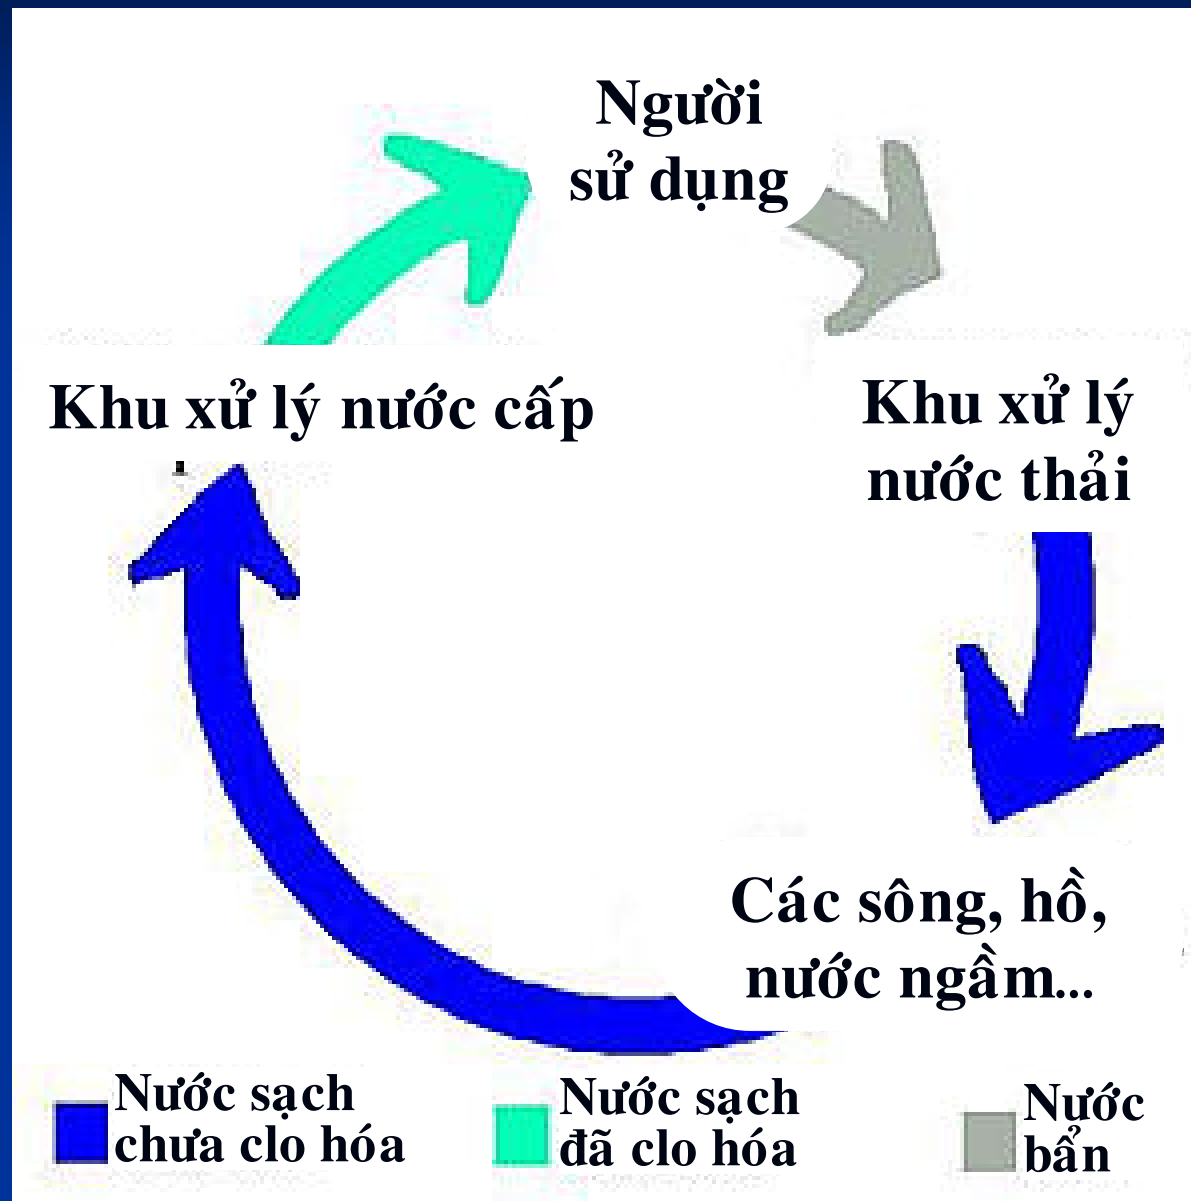 Người
sử dụng
Khu xử lý nước cấp
Khu xử lý
nước thải
Các sông, hồ,
nước ngầm...
Nước sạch
chưa clo hóa
Nước sạch
đã clo hóa
Nước
bẩn